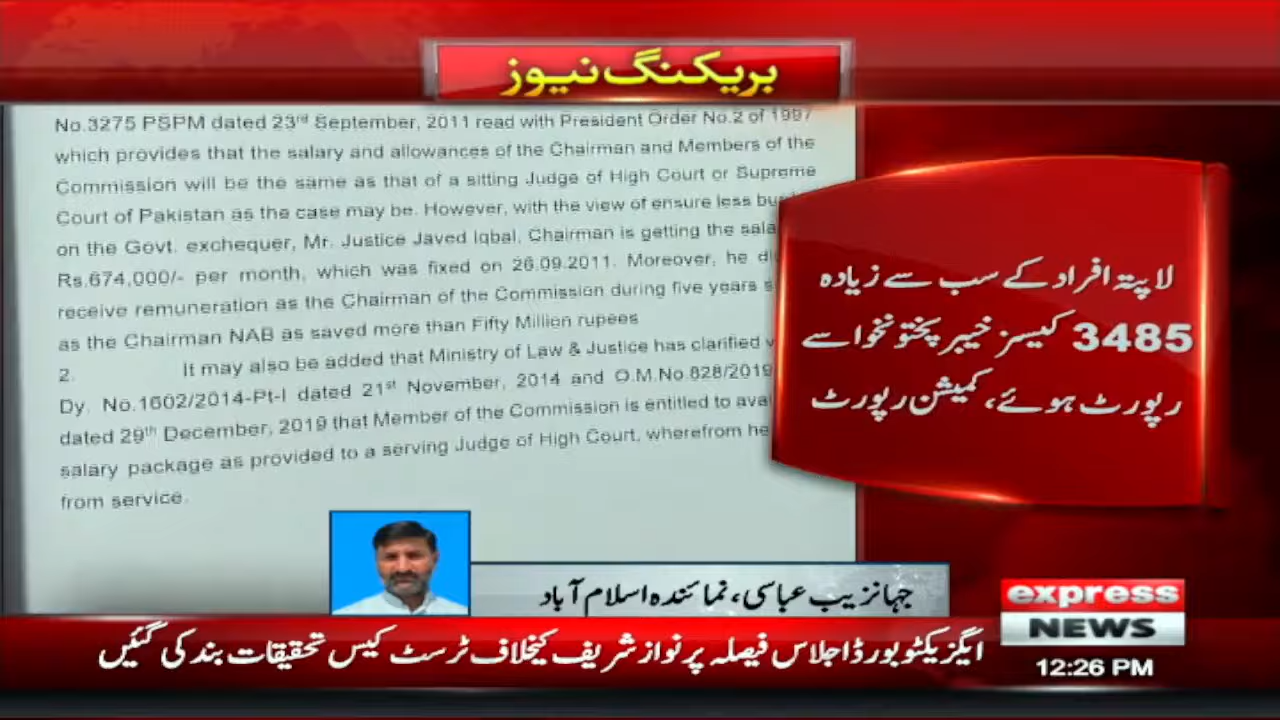 بریکنگ نیوز
No.3275 PSPM dated 23rd September, 2011 read with President Order No.2 of 1997
which provides that the salary and allowances of the Chairman and Members of the
Commission will be the same as that of a sitting Judge of High Court or Supreme
Court of Pakistan as the case may be. However, with the view of ensure less
on the Govt. exchequer, Mr. Justice Javed Iqbal, Chairman is getting the
Rs.674,000/- per month, which was fixed on 26.09.2011. Moreover, he
receive remuneration as the Chairman of the Commission during five years
as the Chairman NAB as saved more than Fifty Million rupees
2. It may also be added that Ministry of Law & Justice has clarified
Dy. No.1602/2014-Pt-I dated 21st November, 2014 and O.M.No.828/2019
dated 29th December, 2019 that Member of the Commission is entitled to
salary package as provided to a serving Judge of High Court, wherefrom he
from service.
لاپتہ افراد کے سب سے زیادہ
3485 کیسز خیبر پختونخوا سے
رپورٹ ہوئے، کمیشن رپورٹ
جہانزیب عباسی، نمائندہ اسلام آباد
ایگزیکٹو بورڈ اجلاس فیصلہ پر نواز شریف کیخلاف ٹرسٹ کیس تحقیقات بند کی گئیں
express
NEWS
12:26 PM